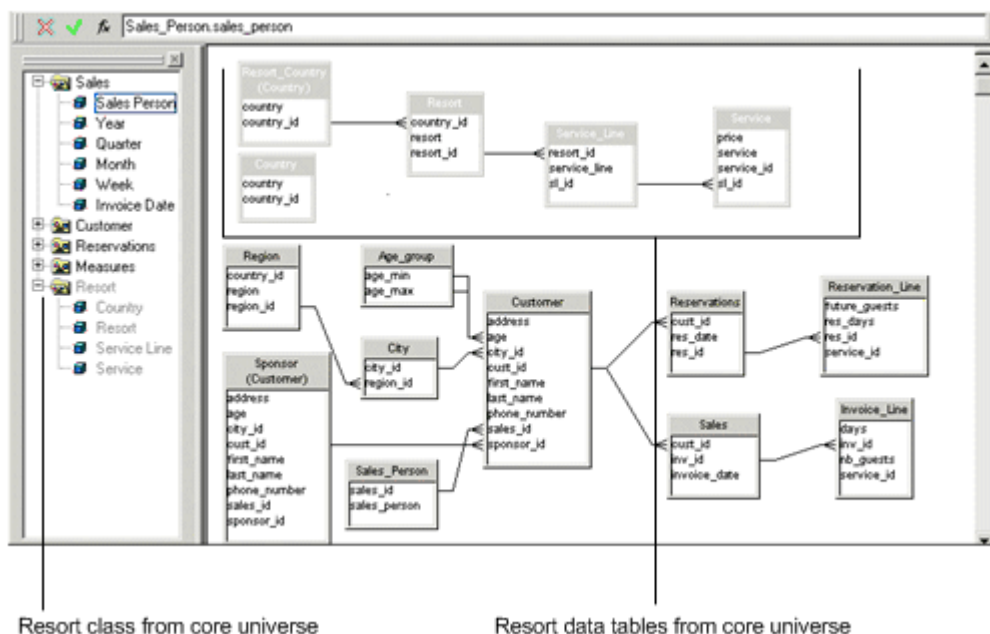 fx Sales_Person.sales_person
Sales
Sales Person
Year
Quarter
Month
Week
Invoice Date
Customer
Reservations
Measures
Resort
Country
Resort
Service Line
Service
Resort_Country
(Country)
country
country_id
Country
country
country_id
Resort
country_id
resort
resort_id
Service_Line
resort_id
service_line
sl_id
Service
price
service
service_id
sl_id
Region
country_id
region
region_id
Age_group
age_min
age_max
City
city_id
region_id
Sponsor
(Customer)
address
age
city_id
cust_id
first_name
last_name
phone_number
sales_id
sponsor_id
Sales_Person
sales_id
sales_person
Customer
address
age
city_id
cust_id
first_name
last_name
phone_number
sales_id
sponsor_id
Reservations
cust_id
res_date
res_id
Reservation_Line
future_guests
res_days
res_id
service_id
Sales
cust_id
inv_id
invoice_date
Invoice_Line
days
inv_id
nb_guests
service_id
Resort class from core universe
Resort data tables from core universe